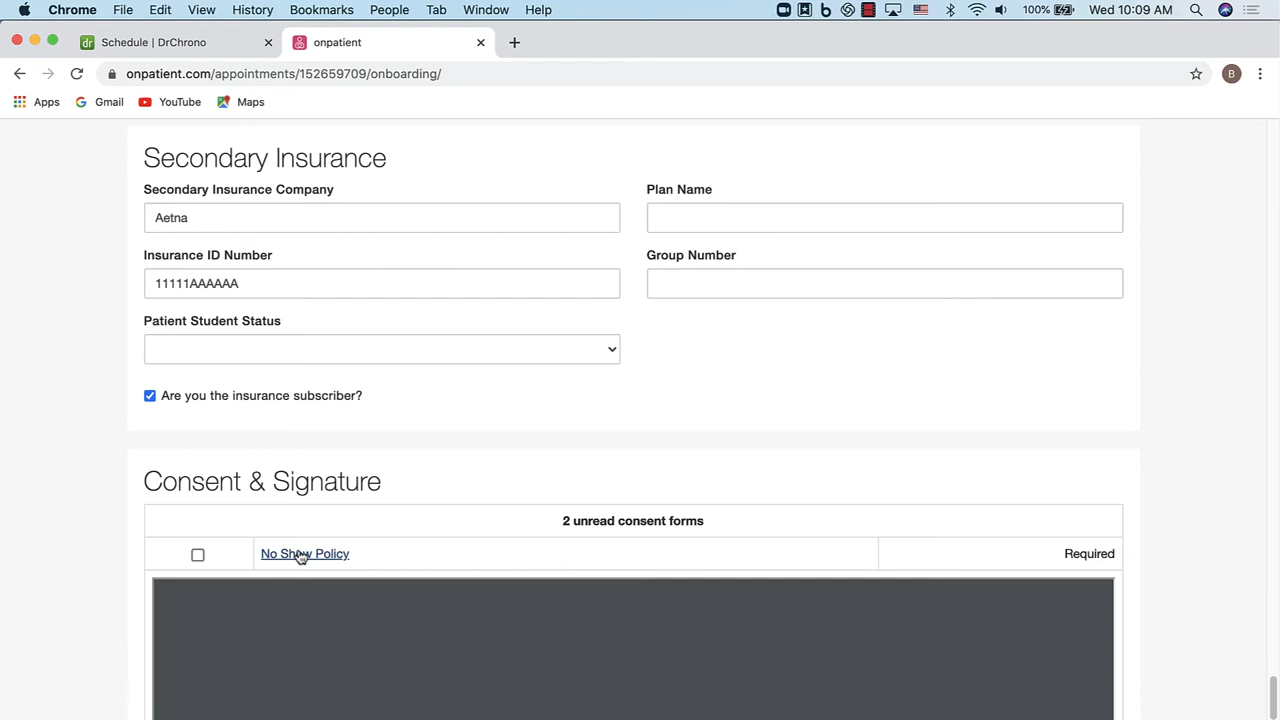 Chrome File Edit View History Bookmarks People Tab Window Help 100% Wed 10:09 AM
dr Schedule | DrChrono onpatient
onpatient.com/appointments/152659709/onboarding/ B
Apps Gmail YouTube Maps
Secondary Insurance
Secondary Insurance Company Plan Name
Aetna
Insurance ID Number Group Number
11111AAAAAA
Patient Student Status
Are you the insurance subscriber?
Consent & Signature
2 unread consent forms
No Show Policy Required